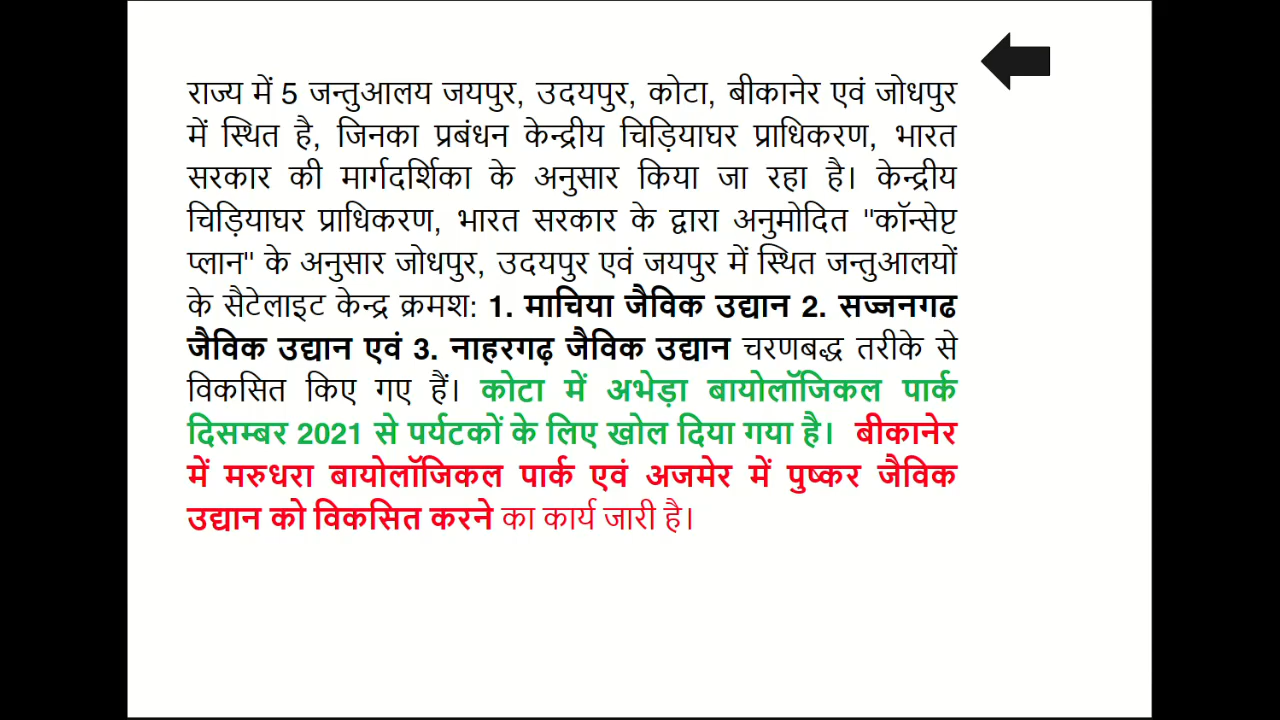 राज्य में 5 जन्तुआलय जयपुर, उदयपुर, कोटा, बीकानेर एवं जोधपुर
में स्थित है, जिनका प्रबंधन केन्द्रीय चिड़ियाघर प्राधिकरण, भारत
सरकार की मार्गदर्शिका के अनुसार किया जा रहा है। केन्द्रीय
चिड़ियाघर प्राधिकरण, भारत सरकार के द्वारा अनुमोदित "कॉन्सेप्ट
प्लान" के अनुसार जोधपुर, उदयपुर एवं जयपुर में स्थित जन्तुआलयों
के सैटेलाइट केन्द्र क्रमश: 1. माचिया जैविक उद्यान 2. सज्जनगढ
जैविक उद्यान एवं 3. नाहरगढ़ जैविक उद्यान चरणबद्ध तरीके से
विकसित किए गए हैं। कोटा में अभेड़ा बायोलॉजिकल पार्क
दिसम्बर 2021 से पर्यटकों के लिए खोल दिया गया है। बीकानेर
में मरुधरा बायोलॉजिकल पार्क एवं अजमेर में पुष्कर जैविक
उद्यान को विकसित करने का कार्य जारी है।